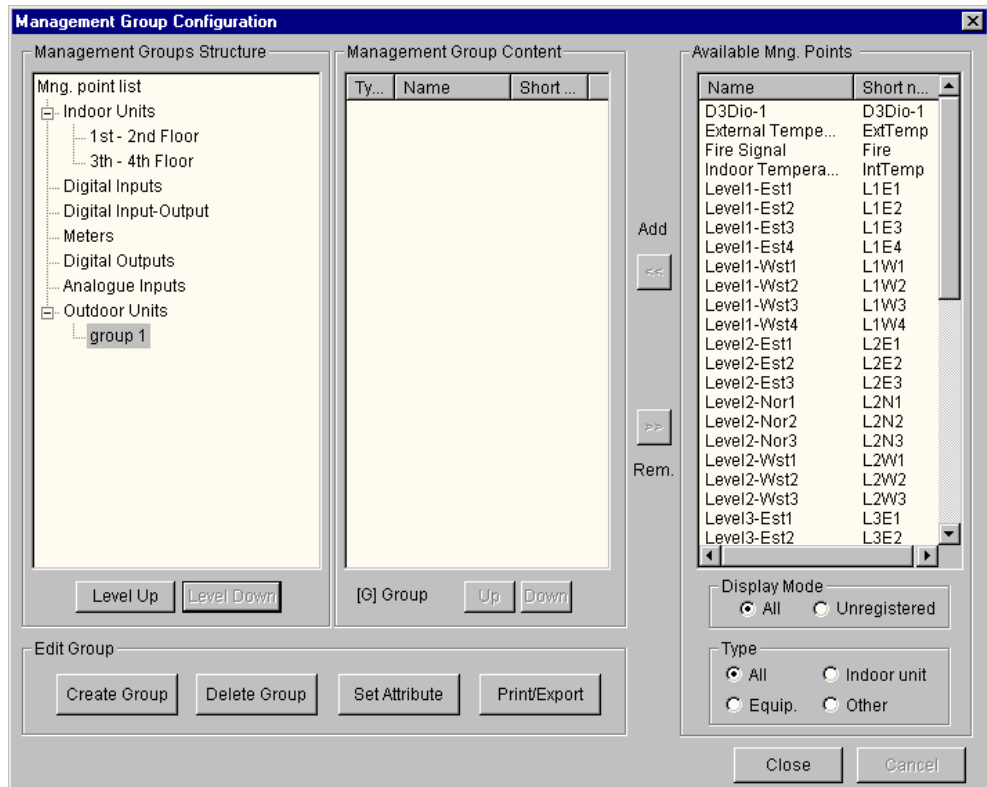 Management Group Configuration
Management Groups Structure
Mng. point list
Indoor Units
1st - 2nd Floor
3th - 4th Floor
Digital Inputs
Digital Input-Output
Meters
Digital Outputs
Analogue Inputs
Outdoor Units
group 1
Level Up Level Down
Management Group Content
Ty... Name Short ...
[G] Group Up Down
Add
<<
>>
Rem.
Available Mng. Points
Name Short n...
D3Dio-1 D3Dio-1
External Tempe... ExtTemp
Fire Signal Fire
Indoor Tempera... IntTemp
Level1-Est1 L1E1
Level1-Est2 L1E2
Level1-Est3 L1E3
Level1-Est4 L1E4
Level1-Wst1 L1W1
Level1-Wst2 L1W2
Level1-Wst3 L1W3
Level1-Wst4 L1W4
Level2-Est1 L2E1
Level2-Est2 L2E2
Level2-Est3 L2E3
Level2-Nor1 L2N1
Level2-Nor2 L2N2
Level2-Nor3 L2N3
Level2-Wst1 L2W1
Level2-Wst2 L2W2
Level2-Wst3 L2W3
Level3-Est1 L3E1
Level3-Est2 L3E2
Display Mode
All Unregistered
Type
All Indoor unit
Equip. Other
Edit Group
Create Group Delete Group Set Attribute Print/Export
Close Cancel